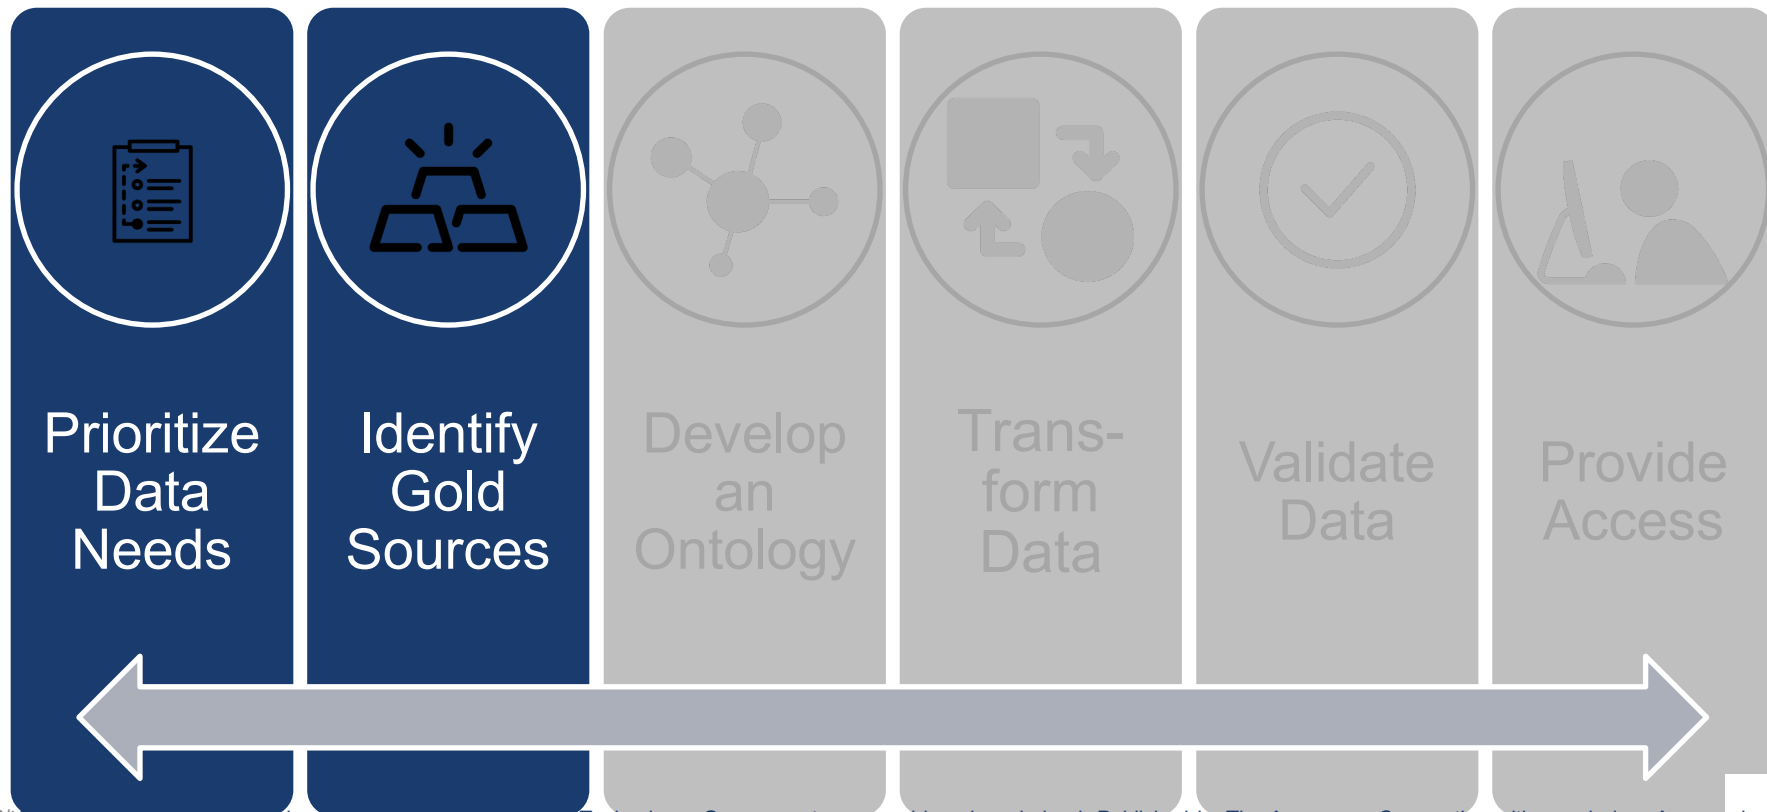 Prioritize
Data
Needs
Identify
Gold
Sources
Develop
an
Ontology
Trans-
form
Data
Validate
Data
Provide
Access